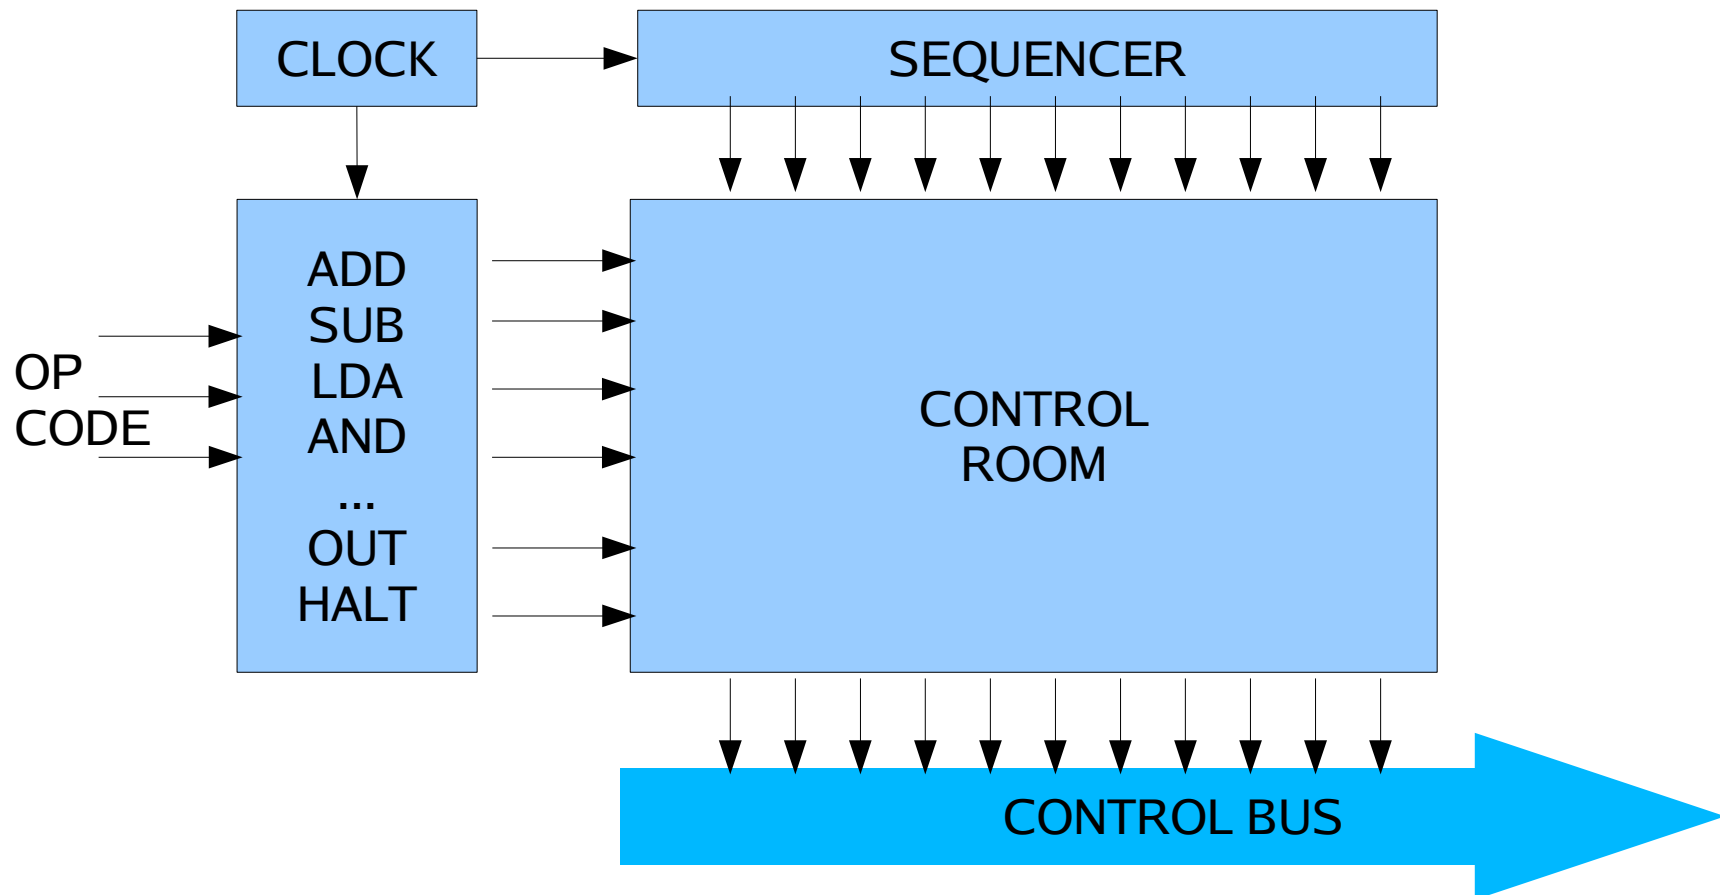 CLOCK
SEQUENCER
ADD
SUB
LDA
AND
...
OUT
HALT
OP
CODE
CONTROL
ROOM
CONTROL BUS